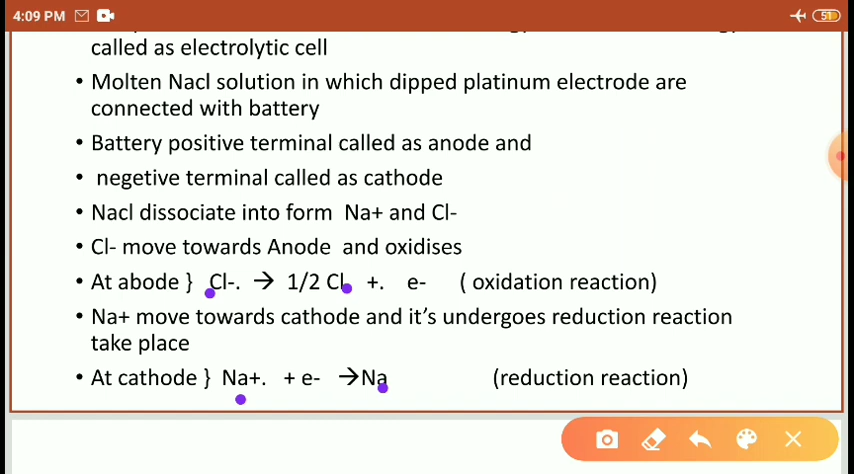 4:09 PM
51
called as electrolytic cell
• Molten Nacl solution in which dipped platinum electrode are
connected with battery
• Battery positive terminal called as anode and
• negetive terminal called as cathode
• Nacl dissociate into form Na+ and Cl-
• Cl- move towards Anode and oxidises
• At abode } Cl-. → 1/2 Cl +. e- ( oxidation reaction)
• Na+ move towards cathode and it’s undergoes reduction reaction
take place
• At cathode } Na+. + e- →Na (reduction reaction)